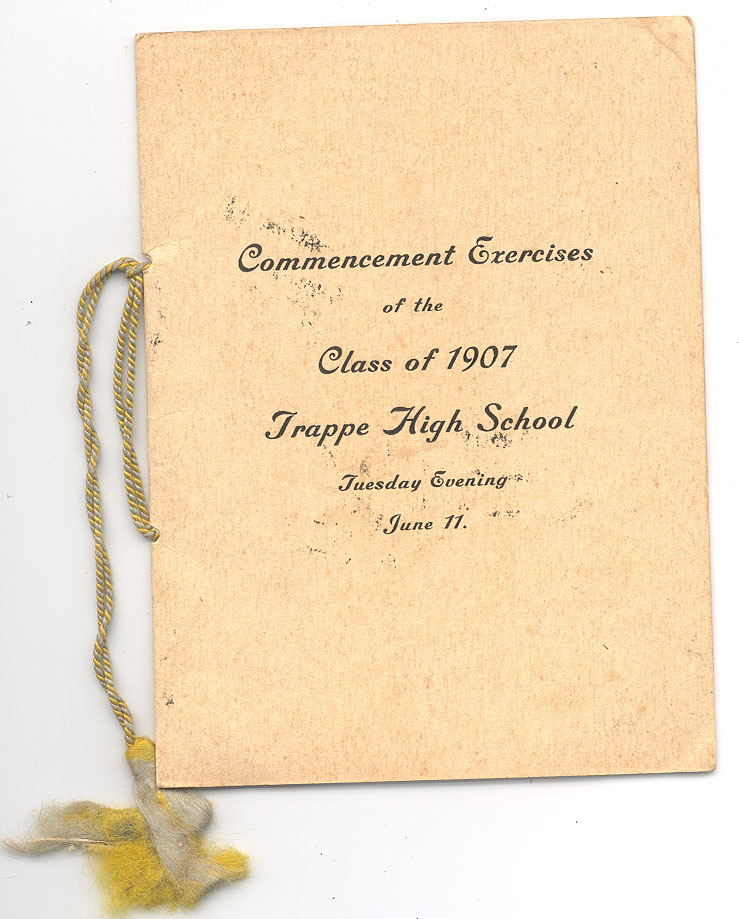 Commencement Exercises
of the
Class of 1907
Trappe High School
Tuesday Evening
June 11.